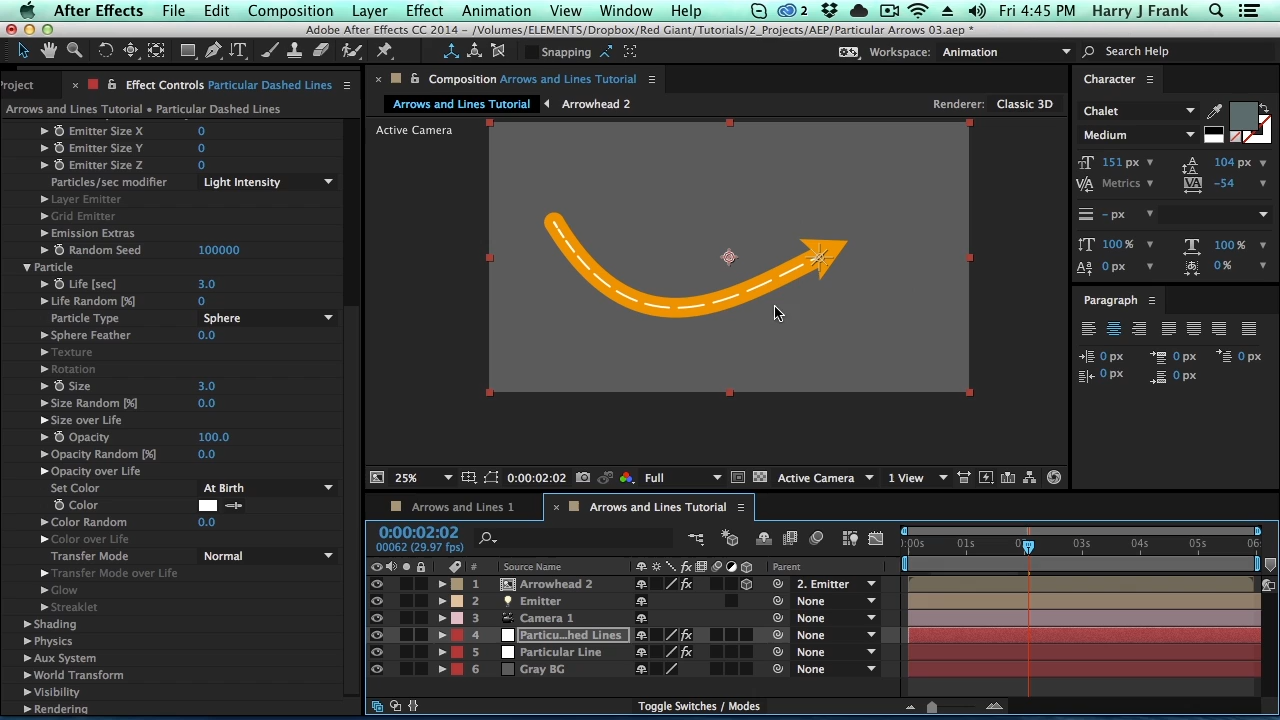 After Effects File Edit Composition Layer Effect Animation View Window Help 2 Fri 4:45 PM Harry J Frank
Adobe After Effects CC 2014 - /Volumes/ELEMENTS/Dropbox/Red Giant/Tutorials/2_Projects/AEP/Particular Arrows 03.aep *
T Snapping Workspace: Animation Search Help
Project × Effect Controls Particular Dashed Lines
Arrows and Lines Tutorial • Particular Dashed Lines
Emitter Size X 0
Emitter Size Y 0
Emitter Size Z 0
Particles/sec modifier Light Intensity
Layer Emitter
Grid Emitter
Emission Extras
Random Seed 100000
Particle
Life [sec] 3.0
Life Random [%] 0
Particle Type Sphere
Sphere Feather 0.0
Texture
Rotation
Size 3.0
Size Random [%] 0.0
Size over Life
Opacity 100.0
Opacity Random [%] 0.0
Opacity over Life
Set Color At Birth
Color
Color Random 0.0
Color over Life
Transfer Mode Normal
Transfer Mode over Life
Glow
Streaklet
Shading
Physics
Aux System
World Transform
Visibility
Rendering
× Composition Arrows and Lines Tutorial
Arrows and Lines Tutorial Arrowhead 2 Renderer: Classic 3D
Active Camera
25% 0:00:02:02 Full Active Camera 1 View
Character
Chalet
Medium
151 px 104 px
Metrics -54
- px
100 % 100 %
0 px 0 %
Paragraph
0 px 0 px 0 px
0 px 0 px
Arrows and Lines 1 × Arrows and Lines Tutorial
0:00:02:02
00062 (29.97 fps)
:00s 01s 03s 04s 05s 06s
# Source Name fx Parent
1 Arrowhead 2 fx 2. Emitter
2 Emitter None
3 Camera 1 None
4 Particu...hed Lines fx None
5 Particular Line fx None
6 Gray BG None
Toggle Switches / Modes